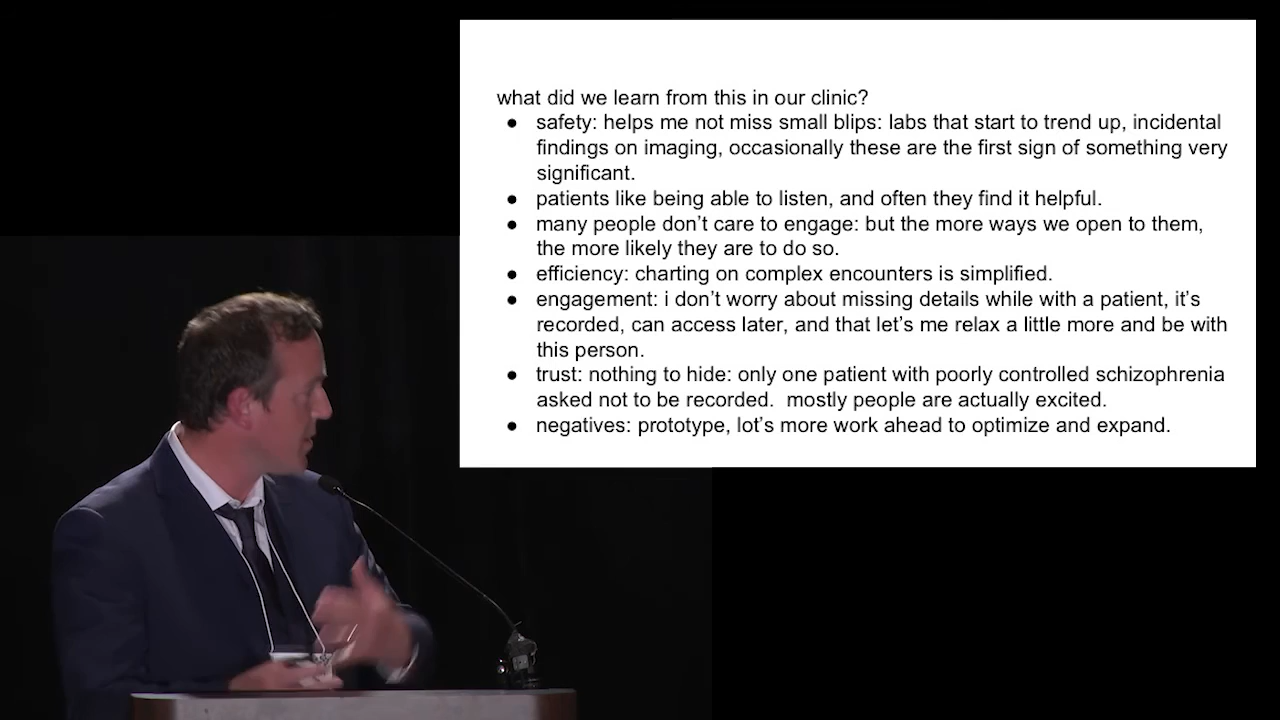 what did we learn from this in our clinic?
● safety: helps me not miss small blips: labs that start to trend up, incidental
findings on imaging, occasionally these are the first sign of something very
significant.
● patients like being able to listen, and often they find it helpful.
● many people don’t care to engage: but the more ways we open to them,
the more likely they are to do so.
● efficiency: charting on complex encounters is simplified.
● engagement: i don’t worry about missing details while with a patient, it’s
recorded, can access later, and that let’s me relax a little more and be with
this person.
● trust: nothing to hide: only one patient with poorly controlled schizophrenia
asked not to be recorded.  mostly people are actually excited.
● negatives: prototype, lot’s more work ahead to optimize and expand.